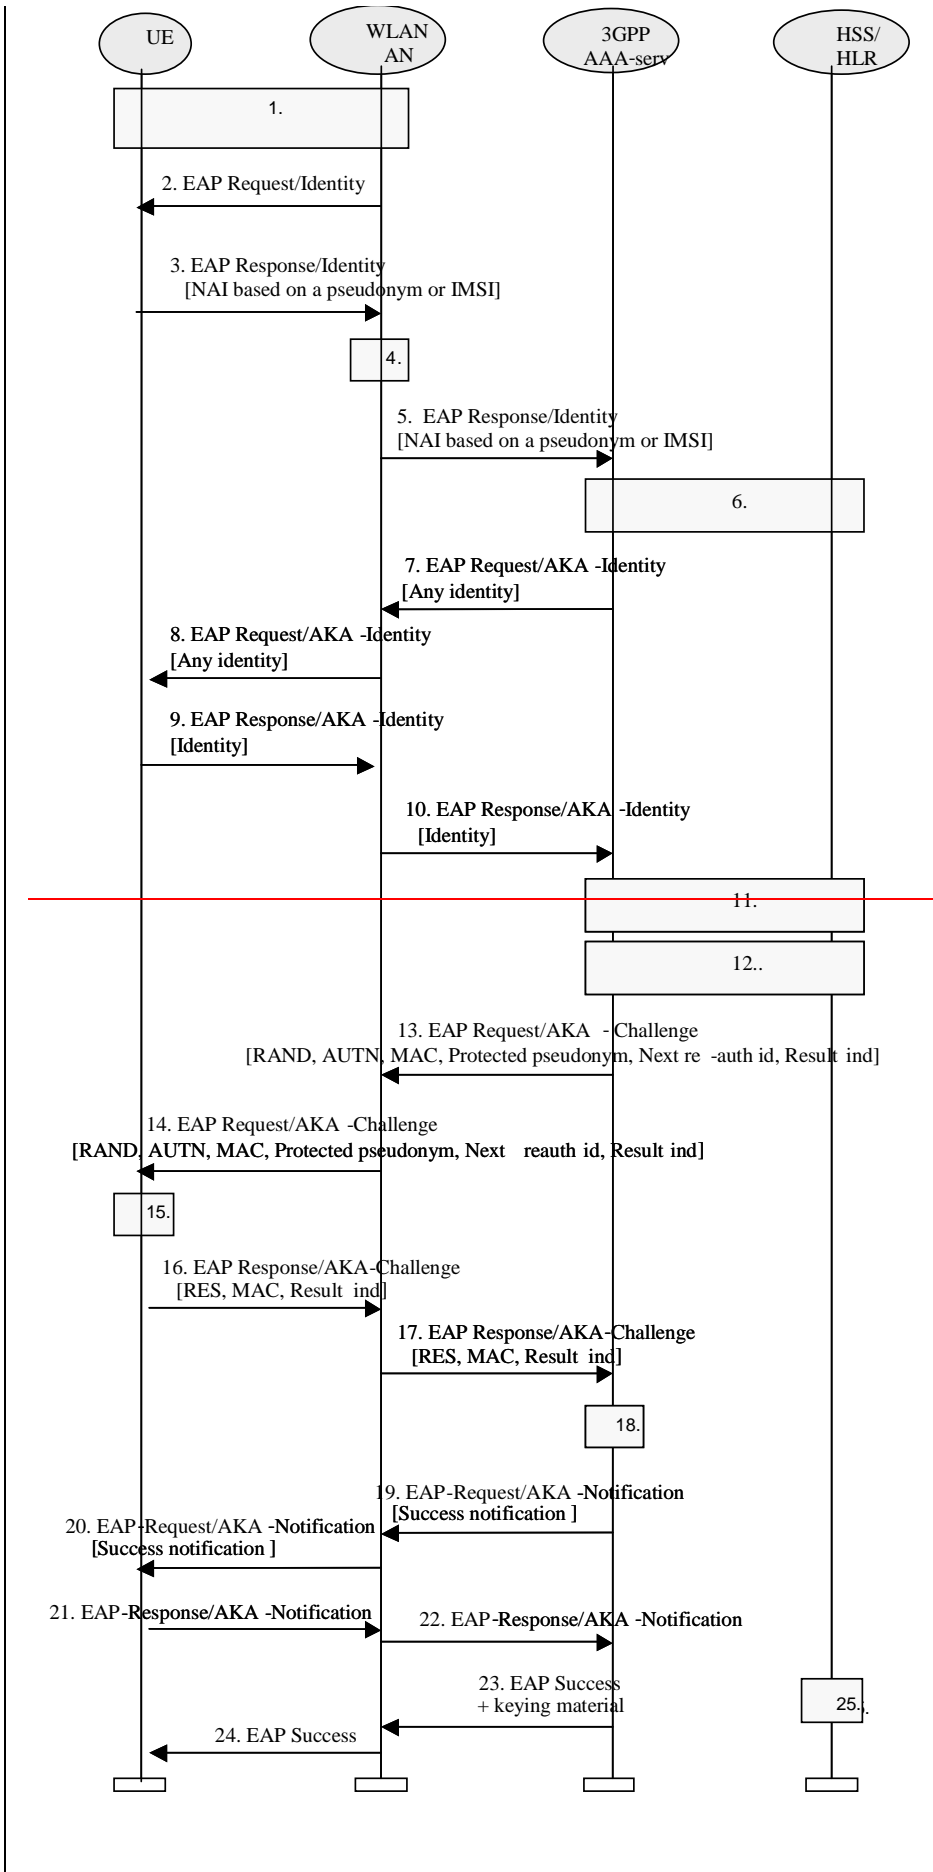 UE
WLAN
AN
3GPP
AAA-serv
HSS/
HLR
1.
2. EAP Request/Identity
3. EAP Response/Identity
[NAI based on a pseudonym or IMSI]
4.
5. EAP Response/Identity
[NAI based on a pseudonym or IMSI]
6.
7. EAP Request/AKA -Identity
[Any identity]
8. EAP Request/AKA -Identity
[Any identity]
9. EAP Response/AKA -Identity
[Identity]
10. EAP Response/AKA -Identity
[Identity]
11.
12..
13. EAP Request/AKA - Challenge
[RAND, AUTN, MAC, Protected pseudonym, Next re -auth id, Result ind]
14. EAP Request/AKA -Challenge
[RAND, AUTN, MAC, Protected pseudonym, Next reauth id, Result ind]
15.
16. EAP Response/AKA-Challenge
[RES, MAC, Result ind]
17. EAP Response/AKA-Challenge
[RES, MAC, Result ind]
18.
19. EAP-Request/AKA -Notification
[Success notification ]
20. EAP-Request/AKA -Notification
[Success notification ]
21. EAP-Response/AKA -Notification
22. EAP-Response/AKA -Notification
23. EAP Success
+ keying material
25.
24. EAP Success